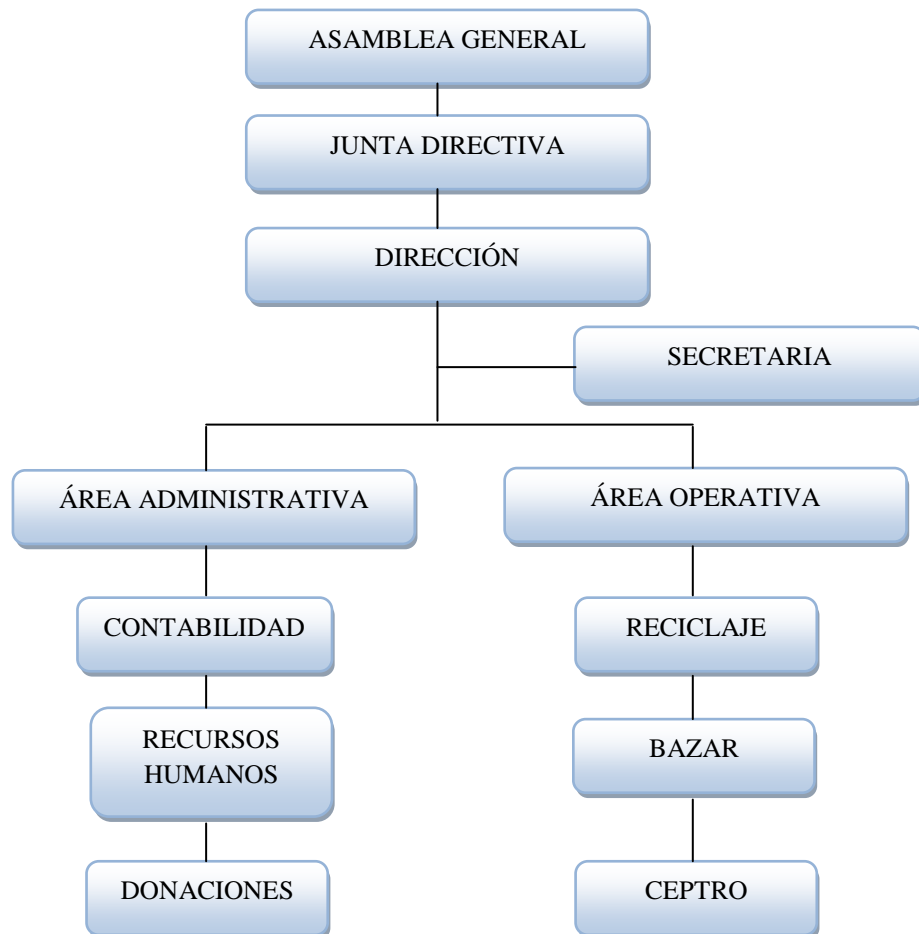 ASAMBLEA GENERAL
JUNTA DIRECTIVA
DIRECCIÓN
SECRETARIA
ÁREA ADMINISTRATIVA
ÁREA OPERATIVA
CONTABILIDAD
RECICLAJE
RECURSOS
HUMANOS
BAZAR
DONACIONES
CEPTRO